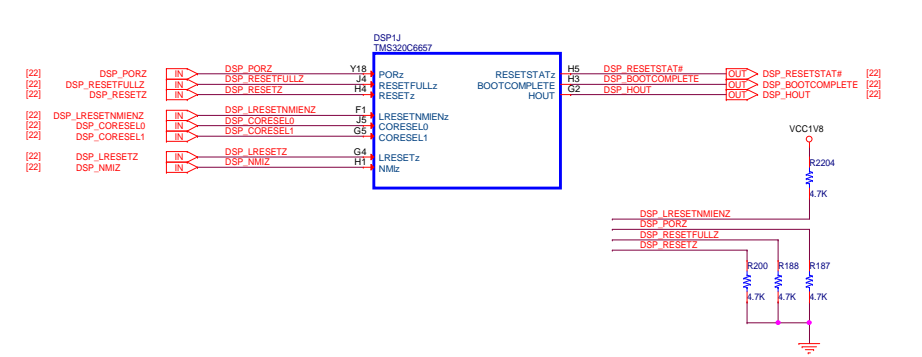 DSP1J
TMS320C6657
[22] DSP_PORZ IN DSP_PORZ Y18 PORz RESETSTATz H5 DSP_RESETSTAT# OUT DSP_RESETSTAT# [22]
[22] DSP_RESETFULLZ IN DSP_RESETFULLZ J4 RESETFULLz BOOTCOMPLETE H3 DSP_BOOTCOMPLETE OUT DSP_BOOTCOMPLETE [22]
[22] DSP_RESETZ IN DSP_RESETZ H4 RESETz HOUT G2 DSP_HOUT OUT DSP_HOUT [22]
[22] DSP_LRESETNMIENZ IN DSP_LRESETNMIENZ F1 LRESETNMIENz
[22] DSP_CORESEL0 IN DSP_CORESEL0 J5 CORESEL0
[22] DSP_CORESEL1 IN DSP_CORESEL1 G5 CORESEL1
[22] DSP_LRESETZ IN DSP_LRESETZ G4 LRESETz
[22] DSP_NMIZ IN DSP_NMIZ H1 NMIz
VCC1V8
R2204
4.7K
DSP_LRESETNMIENZ
DSP_PORZ
DSP_RESETFULLZ
DSP_RESETZ
R200 R188 R187
4.7K 4.7K 4.7K